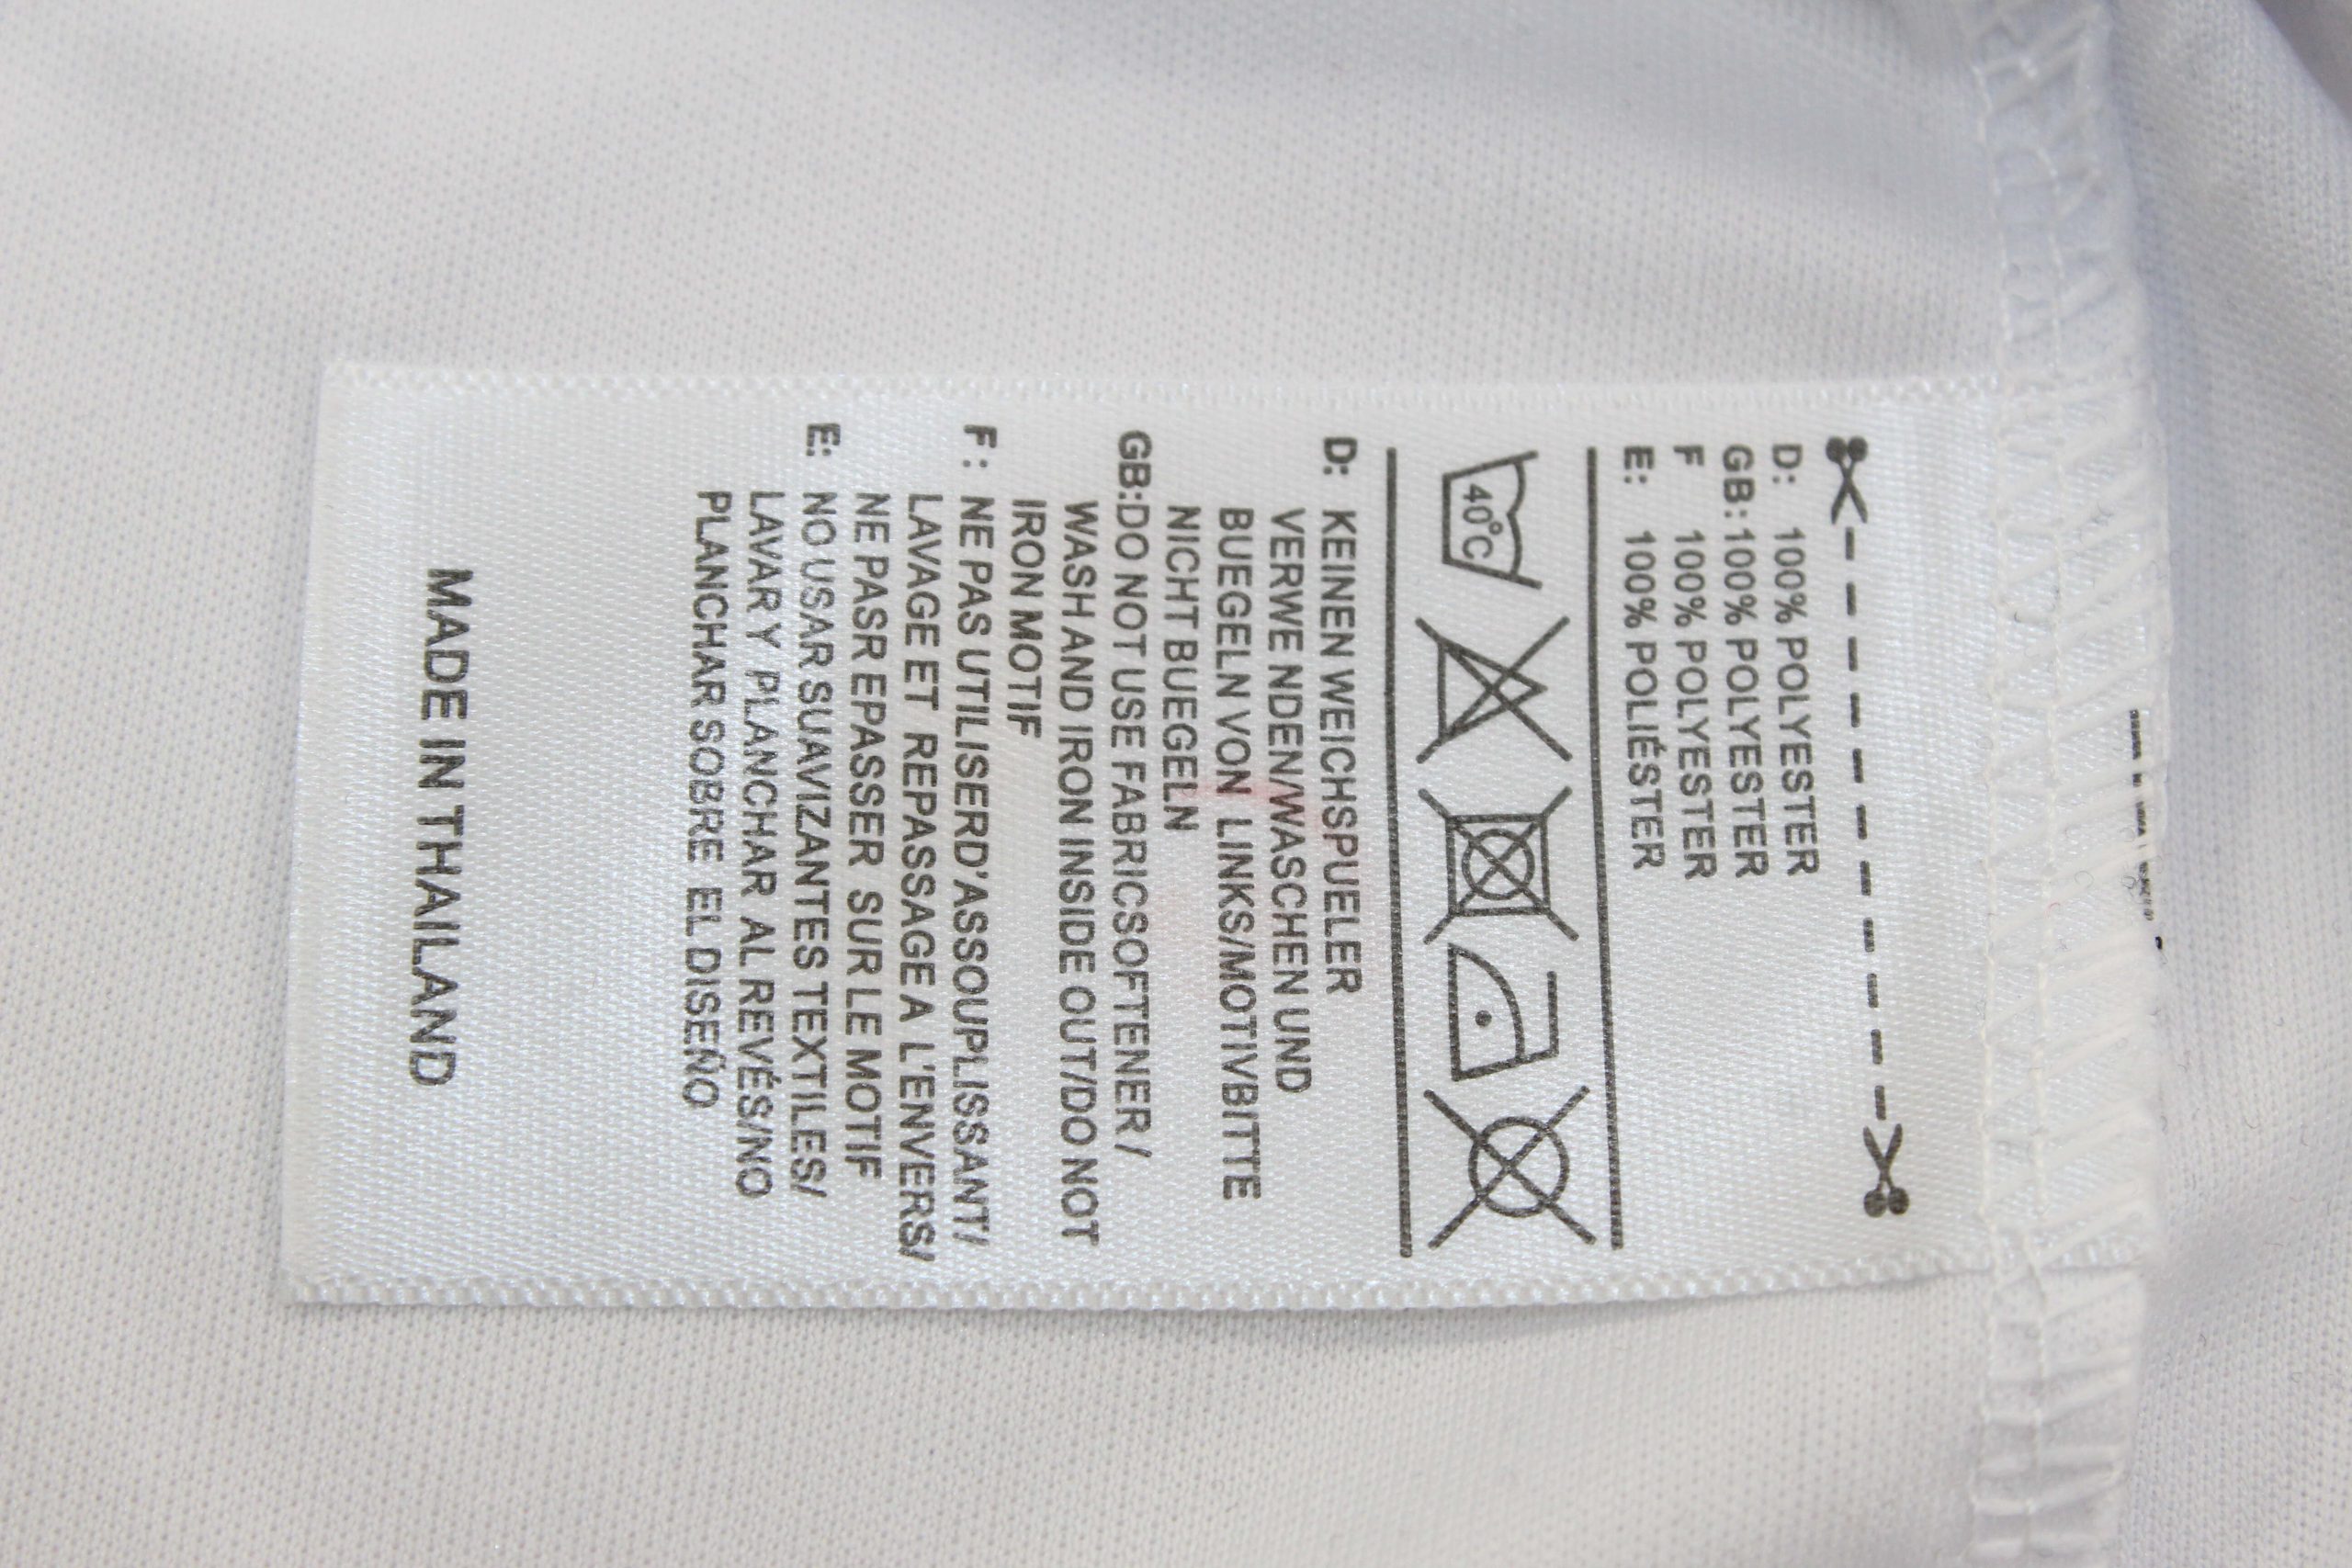 D: 100% POLYESTER
GB:100% POLYESTER
F 100% POLYESTER
E: 100% POLIÉSTER
40°C
D: KEINEN WEICHSPUELER
VERWE NDEN/WASCHEN UND
BUEGELN VON LINKS/MOTIVBITTE
NICHT BUEGELN
GB:DO NOT USE FABRICSOFTENER/
WASH AND IRON INSIDE OUT/DO NOT
IRON MOTIF
F: NE PAS UTILISERD'ASSOUPLISSANT/
LAVAGE ET REPASSAGE A L'ENVERS/
NE PASR EPASSER SUR LE MOTIF
E: NO USAR SUAVIZANTES TEXTILES/
LAVAR Y PLANCHAR AL REVÉS/NO
PLANCHAR SOBRE EL DISEÑO
MADE IN THAILAND